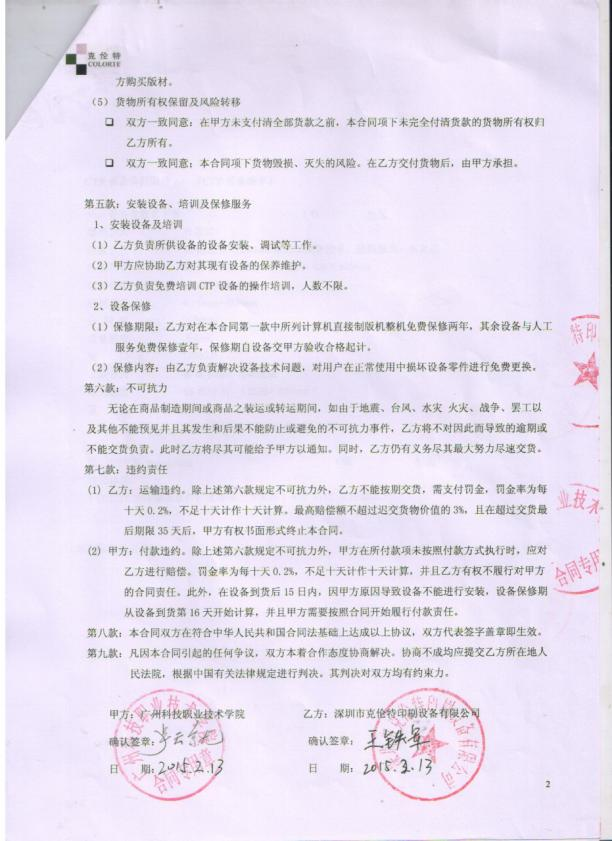 克伦特
COLORIE
方购买版材。
(5) 货物所有权保留及风险转移
☐ 双方一致同意：在甲方未支付清全部货款之前，本合同项下未完全付清货款的货物所有权归
乙方所有。
☐ 双方一致同意：本合同项下货物毁损、灭失的风险。在乙方交付货物后，由甲方承担。
第五款：安装设备、培训及保修服务
1、安装设备及培训
(1) 乙方负责所供设备的设备安装、调试等工作。
(2) 甲方应协助乙方对其现有设备的保养维护。
(3) 乙方负责免费培训CTP设备的操作培训，人数不限。
2、设备保修
(1) 保修期限：乙方对在本合同第一款中所列计算机直接制版机整机免费保修两年，其余设备与人工
服务免费保修壹年，保修期自设备交甲方验收合格起计。
(2) 保修内容：由乙方负责解决设备技术问题，对用户在正常使用中损坏设备零件进行免费更换。
第六款：不可抗力
无论在商品制造期间或商品之装运或转运期间，如由于地震、台风、水灾 火灾、战争、罢工以
及其他不能预见并且其发生和后果不能防止或避免的不可抗力事件，乙方将不对因此而导致的逾期或
不能交货负责。此时乙方将尽其可能给予甲方以通知。同时，乙方仍有义务尽其最大努力尽速交货。
第七款：违约责任
(1) 乙方：运输违约。除上述第六款规定不可抗力外，乙方不能按期交货，需支付罚金，罚金率为每
十天0.2%，不足十天计作十天计算。最高赔偿额不超过迟交货物价值的3%，且在超过交货最
后期限35天后，甲方有权书面形式终止本合同。
(2) 甲方：付款违约。除上述第六款规定不可抗力外，甲方在所付款项未按照付款方式执行时，应对
乙方进行赔偿。罚金率为每十天0.2%，不足十天计作十天计算，并且乙方有权不履行对甲方
的合同责任。此外，在设备到货后15日内，因甲方原因导致设备不能进行安装，设备保修期
从设备到货第16天开始计算，并且甲方需要按照合同开始履行付款责任。
第八款：本合同双方在符合中华人民共和国合同法基础上达成以上协议，双方代表签字盖章即生效。
第九款：凡因本合同引起的任何争议，双方本着合作态度协商解决。协商不成均应提交乙方所在地人
民法院，根据中国有关法律规定进行判决。其判决对双方均有约束力。
甲方：广州科技职业技术学院 乙方：深圳市克伦特印刷设备有限公司
确认签章： 确认签章：
日 期：2015.2.13 日 期：2015.2.13
合同专用章
特印
业技术
合同专用
2